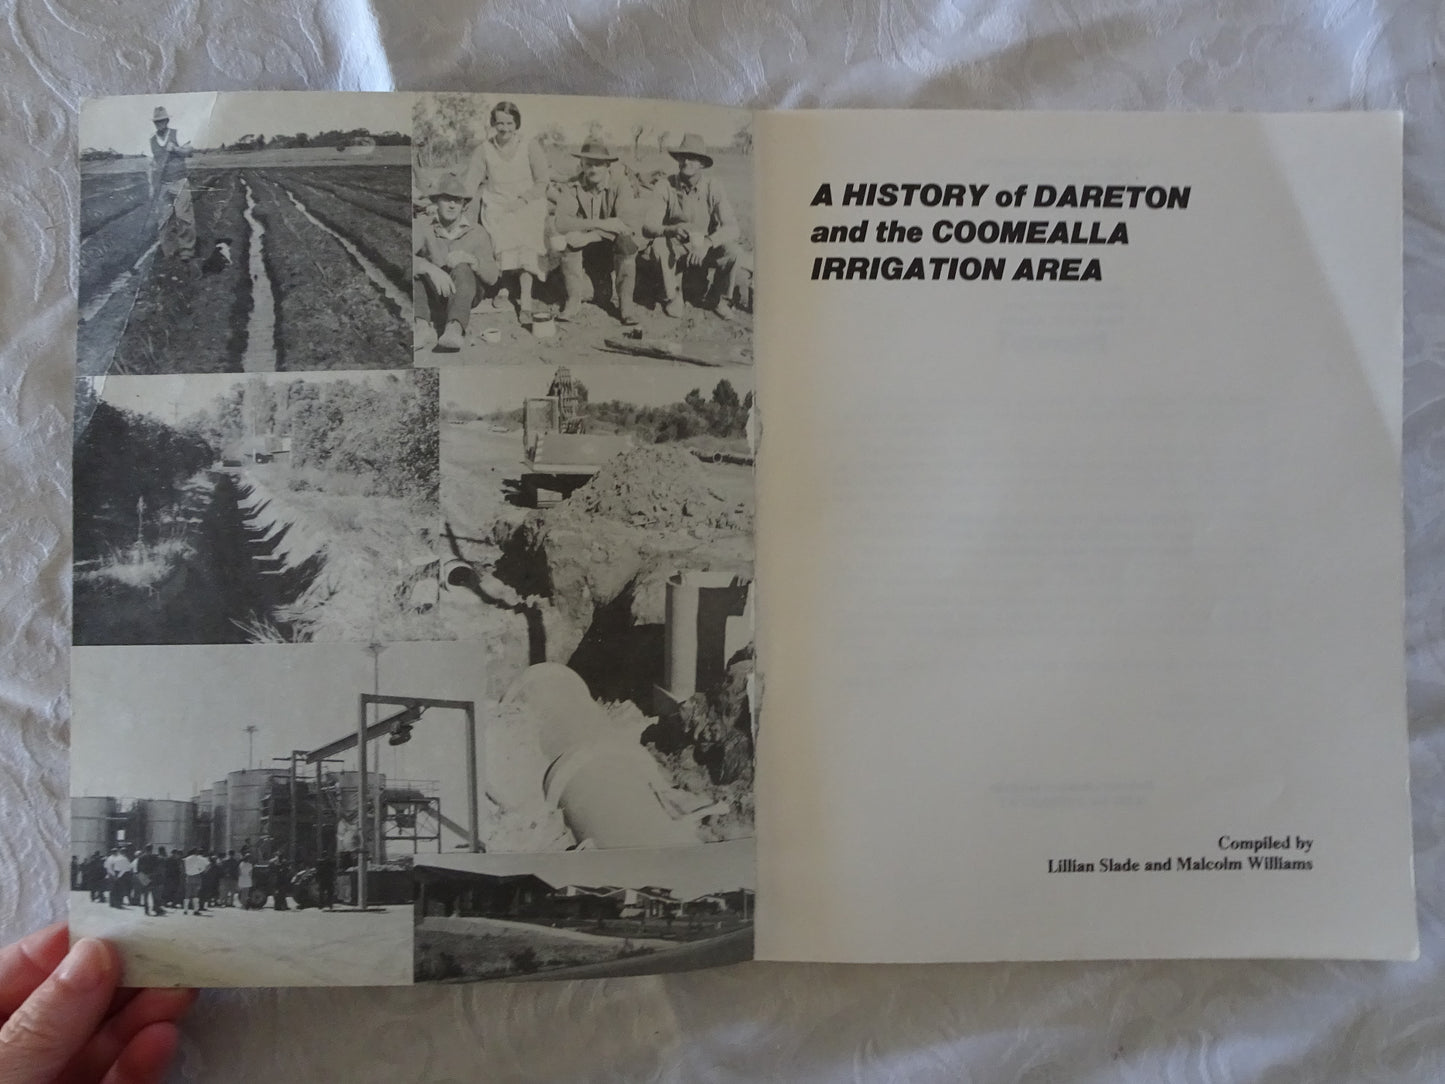 A HISTORY of DARETON
and the COOMEALLA
IRRIGATION AREA
Compiled by
Lillian Slade and Malcolm Williams